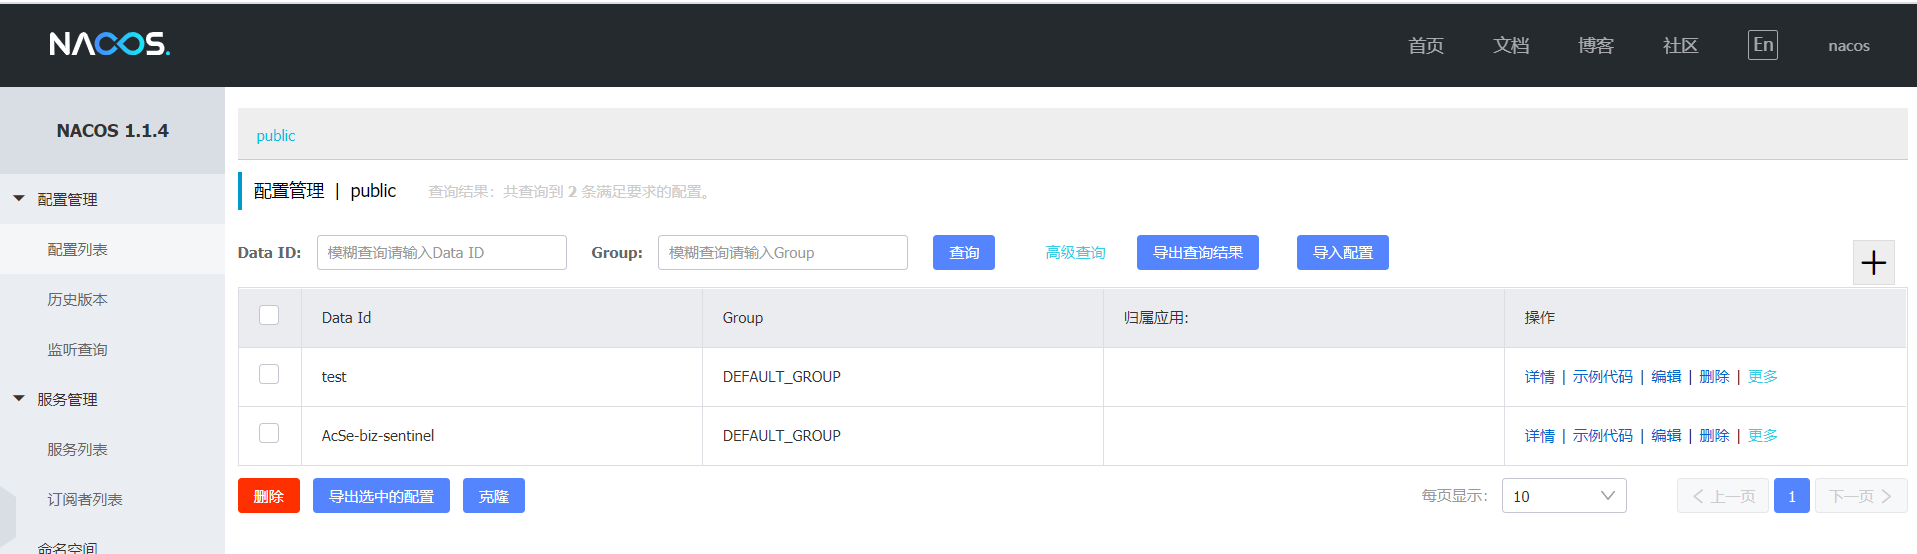 NACOS. 首页 文档 博客 社区 En nacos
NACOS 1.1.4
配置管理
配置列表
历史版本
监听查询
服务管理
服务列表
订阅者列表
命名空间
public
配置管理 | public 查询结果：共查询到 2 条满足要求的配置。
Data ID: 模糊查询请输入Data ID Group: 模糊查询请输入Group 查询 高级查询 导出查询结果 导入配置
Data Id Group 归属应用: 操作
test DEFAULT_GROUP 详情 | 示例代码 | 编辑 | 删除 | 更多
AcSe-biz-sentinel DEFAULT_GROUP 详情 | 示例代码 | 编辑 | 删除 | 更多
删除 导出选中的配置 克隆 每页显示： 10 上一页 1 下一页